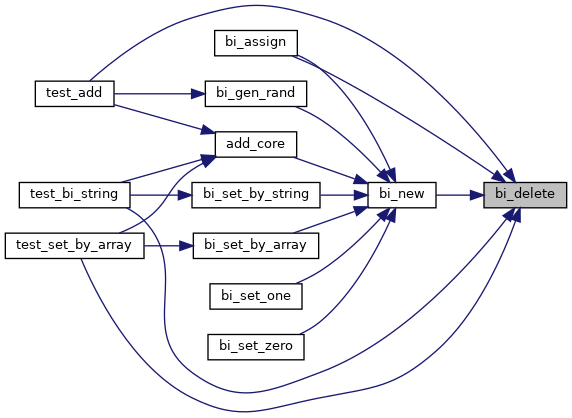 bi_assign
test_add
bi_gen_rand
add_core
test_bi_string
bi_set_by_string
bi_new
bi_delete
test_set_by_array
bi_set_by_array
bi_set_one
bi_set_zero